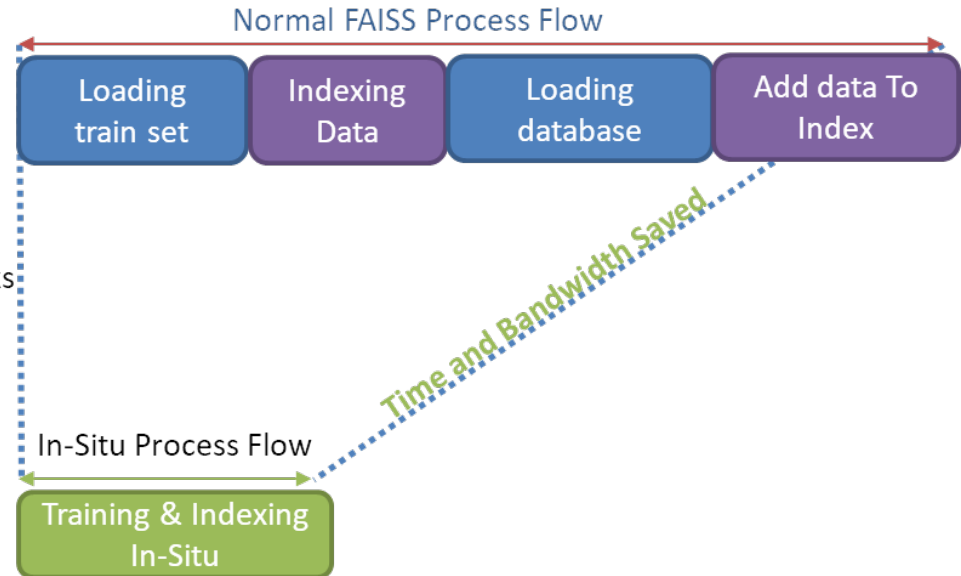 Normal FAISS Process Flow
Loading
train set
Indexing
Data
Loading
database
Add data To
Index
Time and Bandwidth Saved
In-Situ Process Flow
Training & Indexing
In-Situ